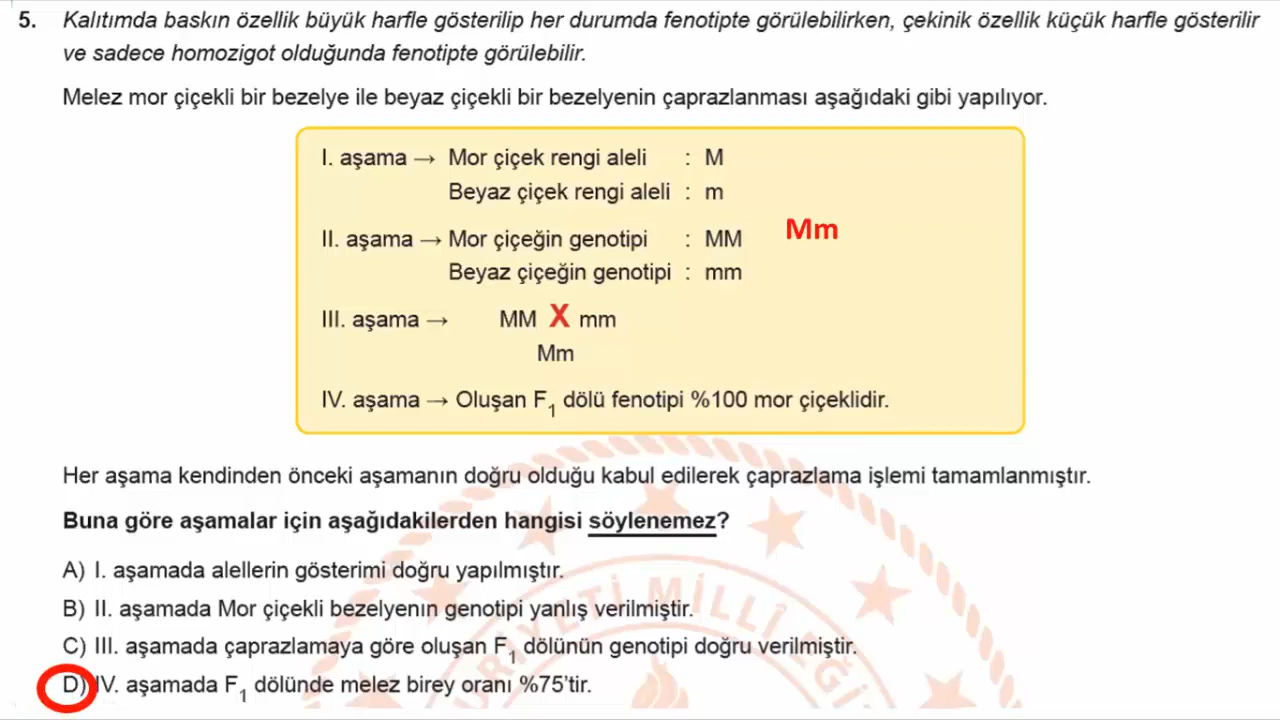 5. Kalıtımda baskın özellik büyük harfle gösterilip her durumda fenotipte görülebilirken, çekinik özellik küçük harfle gösterilir
ve sadece homozigot olduğunda fenotipte görülebilir.
Melez mor çiçekli bir bezelye ile beyaz çiçekli bir bezelyenin çaprazlanması aşağıdaki gibi yapılıyor.
I. aşama → Mor çiçek rengi aleli : M
Beyaz çiçek rengi aleli : m
II. aşama → Mor çiçeğin genotipi : MM Mm
Beyaz çiçeğin genotipi : mm
III. aşama → MM X mm
Mm
IV. aşama → Oluşan F1 dölü fenotipi %100 mor çiçeklidir.
Her aşama kendinden önceki aşamanın doğru olduğu kabul edilerek çaprazlama işlemi tamamlanmıştır.
Buna göre aşamalar için aşağıdakilerden hangisi söylenemez?
A) I. aşamada alellerin gösterimi doğru yapılmıştır.
B) II. aşamada Mor çiçekli bezelyenın genotipi yanlış verilmiştir.
C) III. aşamada çaprazlamaya göre oluşan F1 dölünün genotipi doğru verilmiştir.
D) IV. aşamada F1 dölünde melez birey oranı %75'tir.